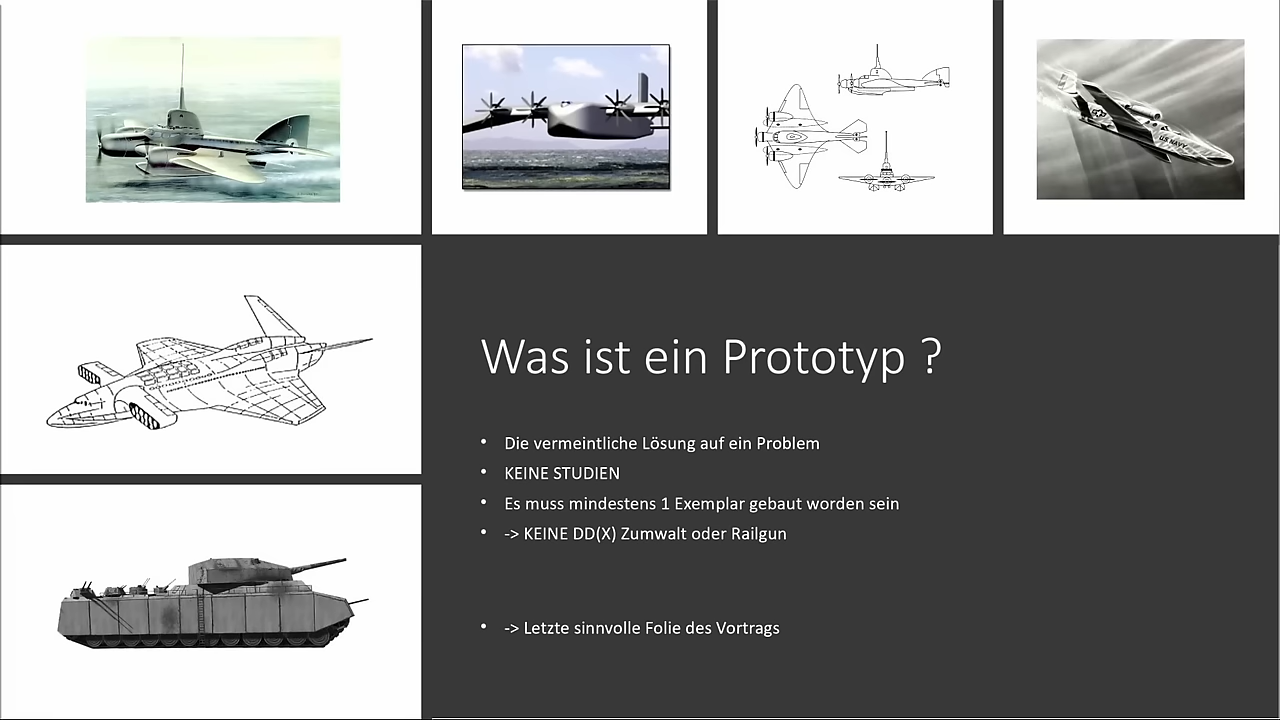 US NAVY
Was ist ein Prototyp ?
• Die vermeintliche Lösung auf ein Problem
• KEINE STUDIEN
• Es muss mindestens 1 Exemplar gebaut worden sein
• -> KEINE DD(X) Zumwalt oder Railgun
• -> Letzte sinnvolle Folie des Vortrags